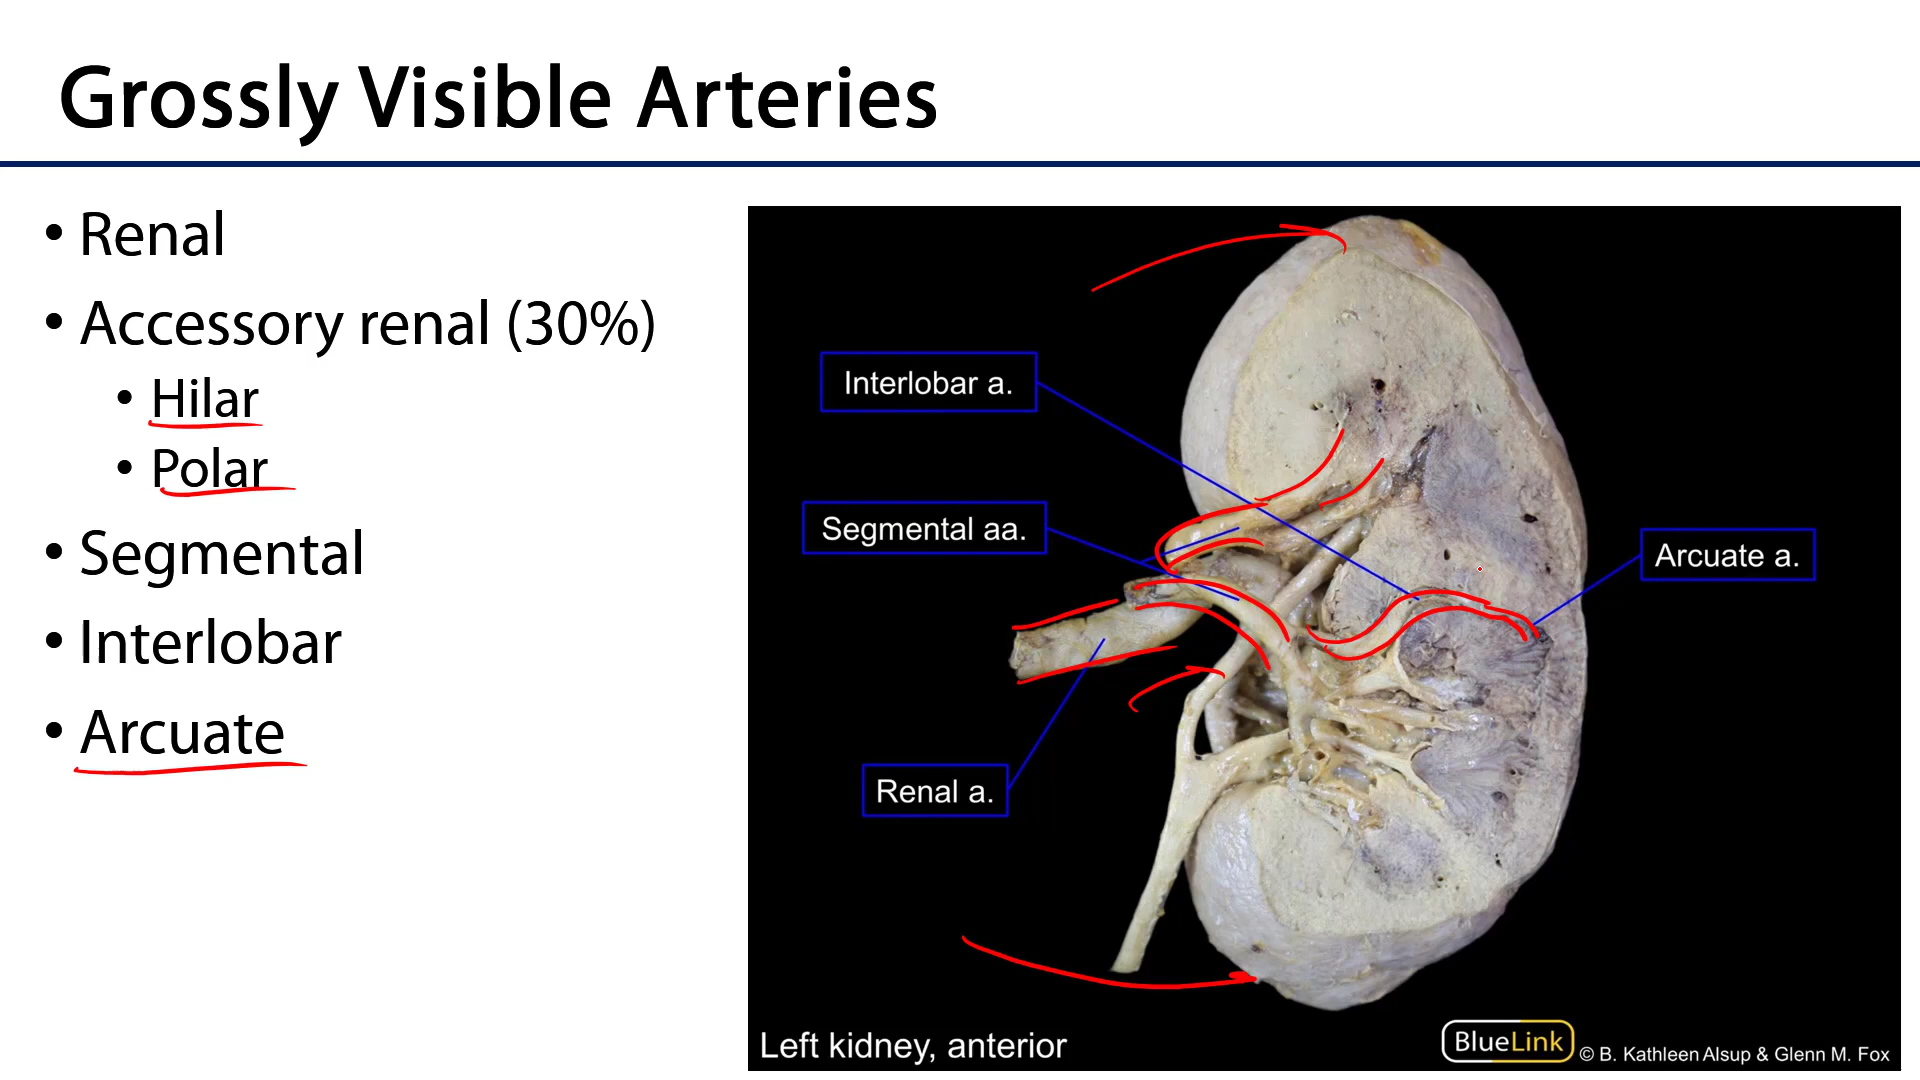 Grossly Visible Arteries
• Renal
• Accessory renal (30%)
• Hilar
• Polar
• Segmental
• Interlobar
• Arcuate
Interlobar a.
Segmental aa.
Arcuate a.
Renal a.
Left kidney, anterior
BlueLink
© B. Kathleen Alsup & Glenn M. Fox